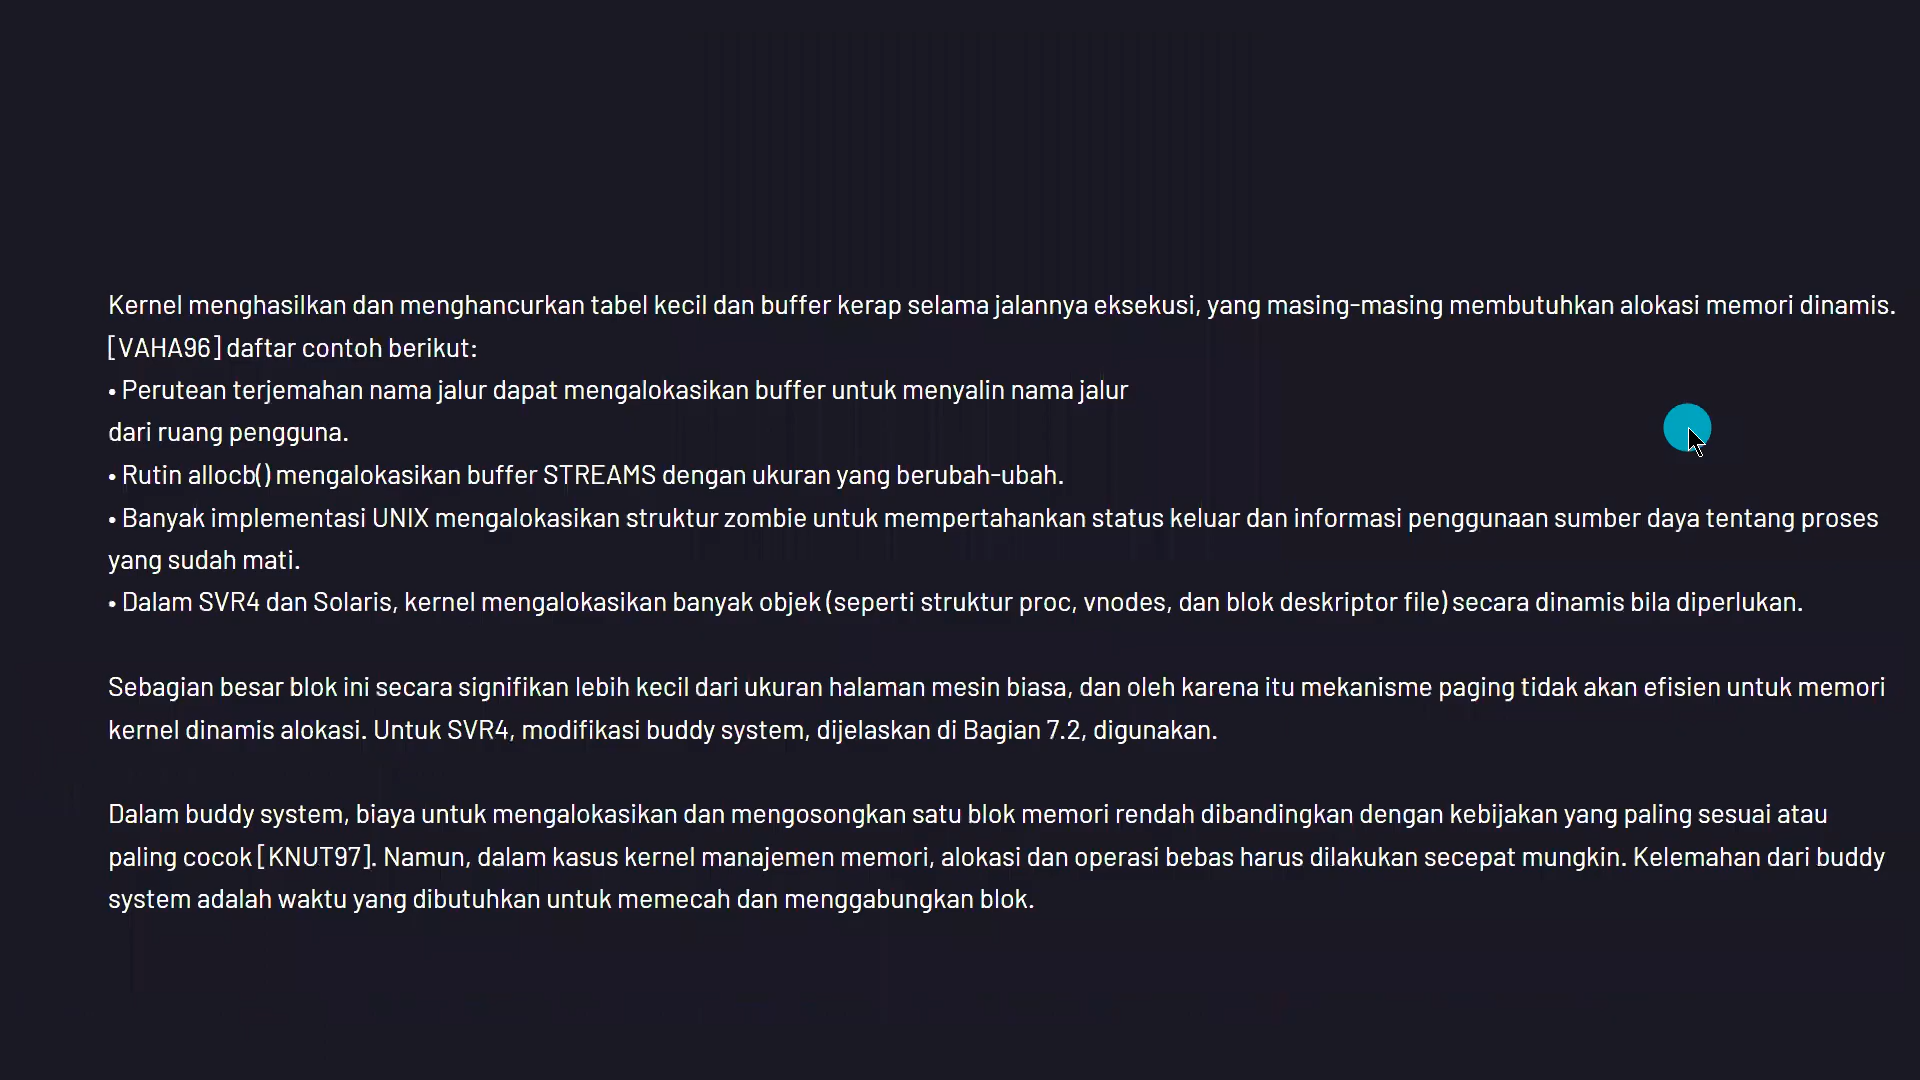 Kernel menghasilkan dan menghancurkan tabel kecil dan buffer kerap selama jalannya eksekusi, yang masing-masing membutuhkan alokasi memori dinamis.
[VAHA96] daftar contoh berikut:
• Perutean terjemahan nama jalur dapat mengalokasikan buffer untuk menyalin nama jalur
dari ruang pengguna.
• Rutin allocb() mengalokasikan buffer STREAMS dengan ukuran yang berubah-ubah.
• Banyak implementasi UNIX mengalokasikan struktur zombie untuk mempertahankan status keluar dan informasi penggunaan sumber daya tentang proses
yang sudah mati.
• Dalam SVR4 dan Solaris, kernel mengalokasikan banyak objek (seperti struktur proc, vnodes, dan blok deskriptor file) secara dinamis bila diperlukan.
Sebagian besar blok ini secara signifikan lebih kecil dari ukuran halaman mesin biasa, dan oleh karena itu mekanisme paging tidak akan efisien untuk memori
kernel dinamis alokasi. Untuk SVR4, modifikasi buddy system, dijelaskan di Bagian 7.2, digunakan.
Dalam buddy system, biaya untuk mengalokasikan dan mengosongkan satu blok memori rendah dibandingkan dengan kebijakan yang paling sesuai atau
paling cocok [KNUT97]. Namun, dalam kasus kernel manajemen memori, alokasi dan operasi bebas harus dilakukan secepat mungkin. Kelemahan dari buddy
system adalah waktu yang dibutuhkan untuk memecah dan menggabungkan blok.